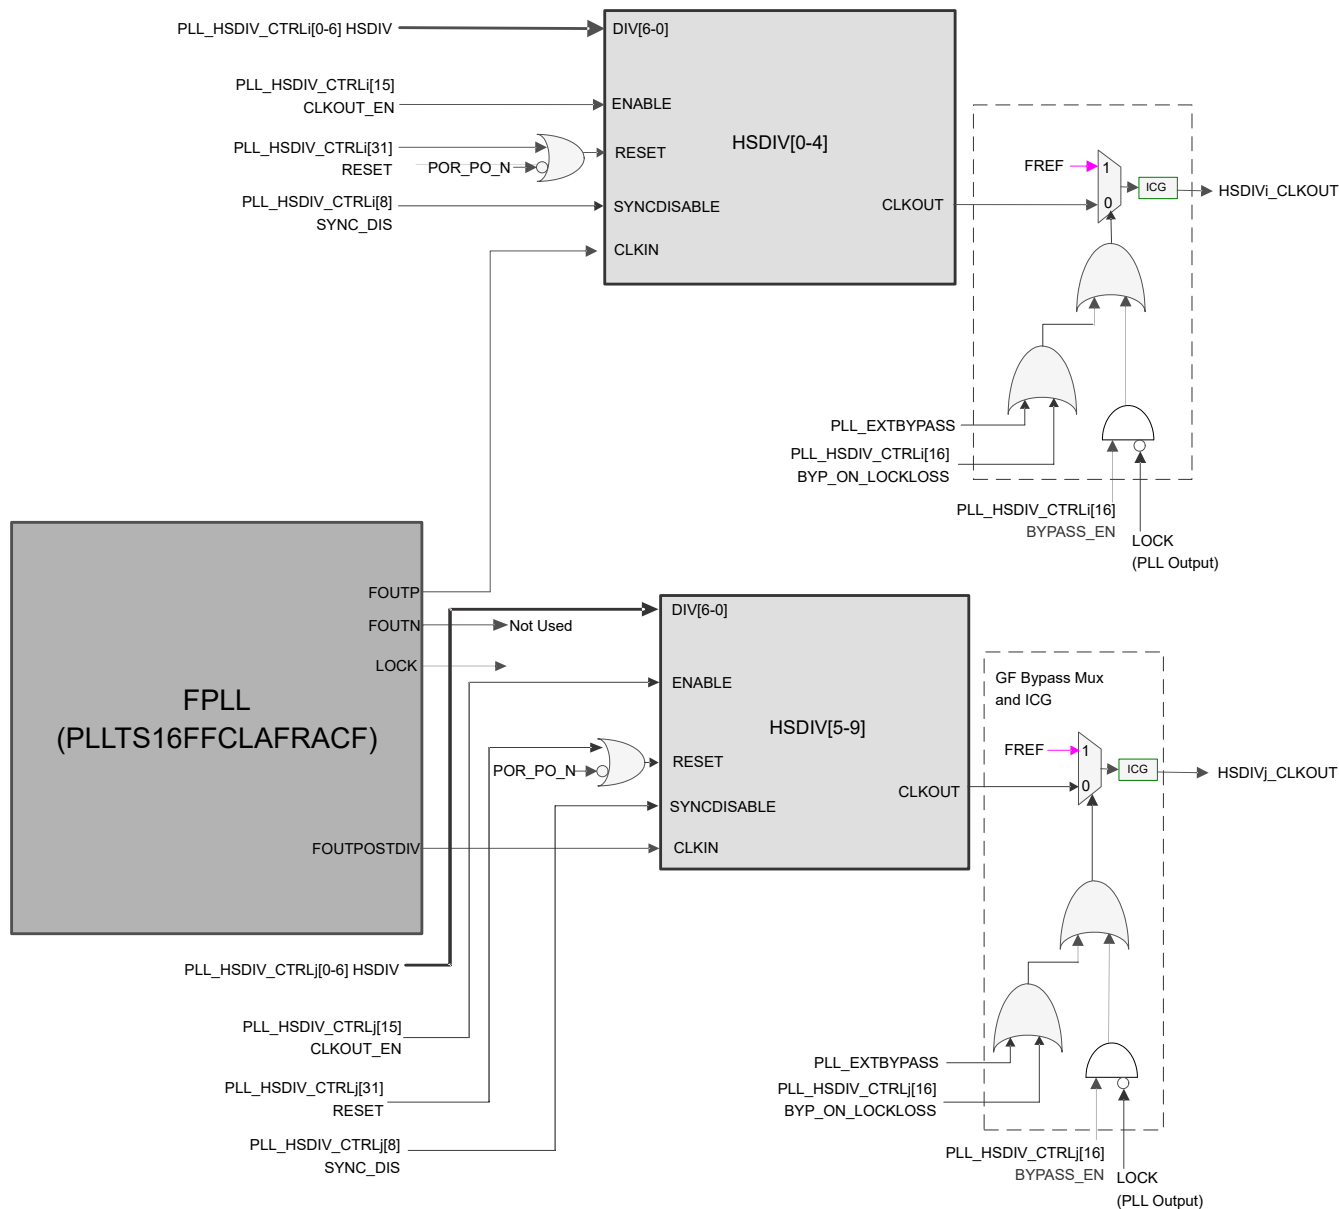 PLL_HSDIV_CTRLi[0-6] HSDIV
DIV[6-0]
PLL_HSDIV_CTRLi[15]
CLKOUT_EN
ENABLE
PLL_HSDIV_CTRLi[31]
RESET
POR_PO_N
RESET
HSDIV[0-4]
PLL_HSDIV_CTRLi[8]
SYNC_DIS
SYNCDISABLE
CLKOUT
CLKIN
FREF
1
0
ICG
HSDIVi_CLKOUT
PLL_EXTBYPASS
PLL_HSDIV_CTRLi[16]
BYP_ON_LOCKLOSS
PLL_HSDIV_CTRLi[16]
BYPASS_EN
LOCK
(PLL Output)
FOUTP
FOUTN
Not Used
LOCK
FPLL
(PLLTS16FFCLAFRACF)
FOUTPOSTDIV
DIV[6-0]
ENABLE
HSDIV[5-9]
POR_PO_N
RESET
SYNCDISABLE
CLKOUT
CLKIN
GF Bypass Mux
and ICG
FREF
1
0
ICG
HSDIVj_CLKOUT
PLL_HSDIV_CTRLj[0-6] HSDIV
PLL_HSDIV_CTRLj[15]
CLKOUT_EN
PLL_HSDIV_CTRLj[31]
RESET
PLL_HSDIV_CTRLj[8]
SYNC_DIS
PLL_EXTBYPASS
PLL_HSDIV_CTRLj[16]
BYP_ON_LOCKLOSS
PLL_HSDIV_CTRLj[16]
BYPASS_EN
LOCK
(PLL Output)